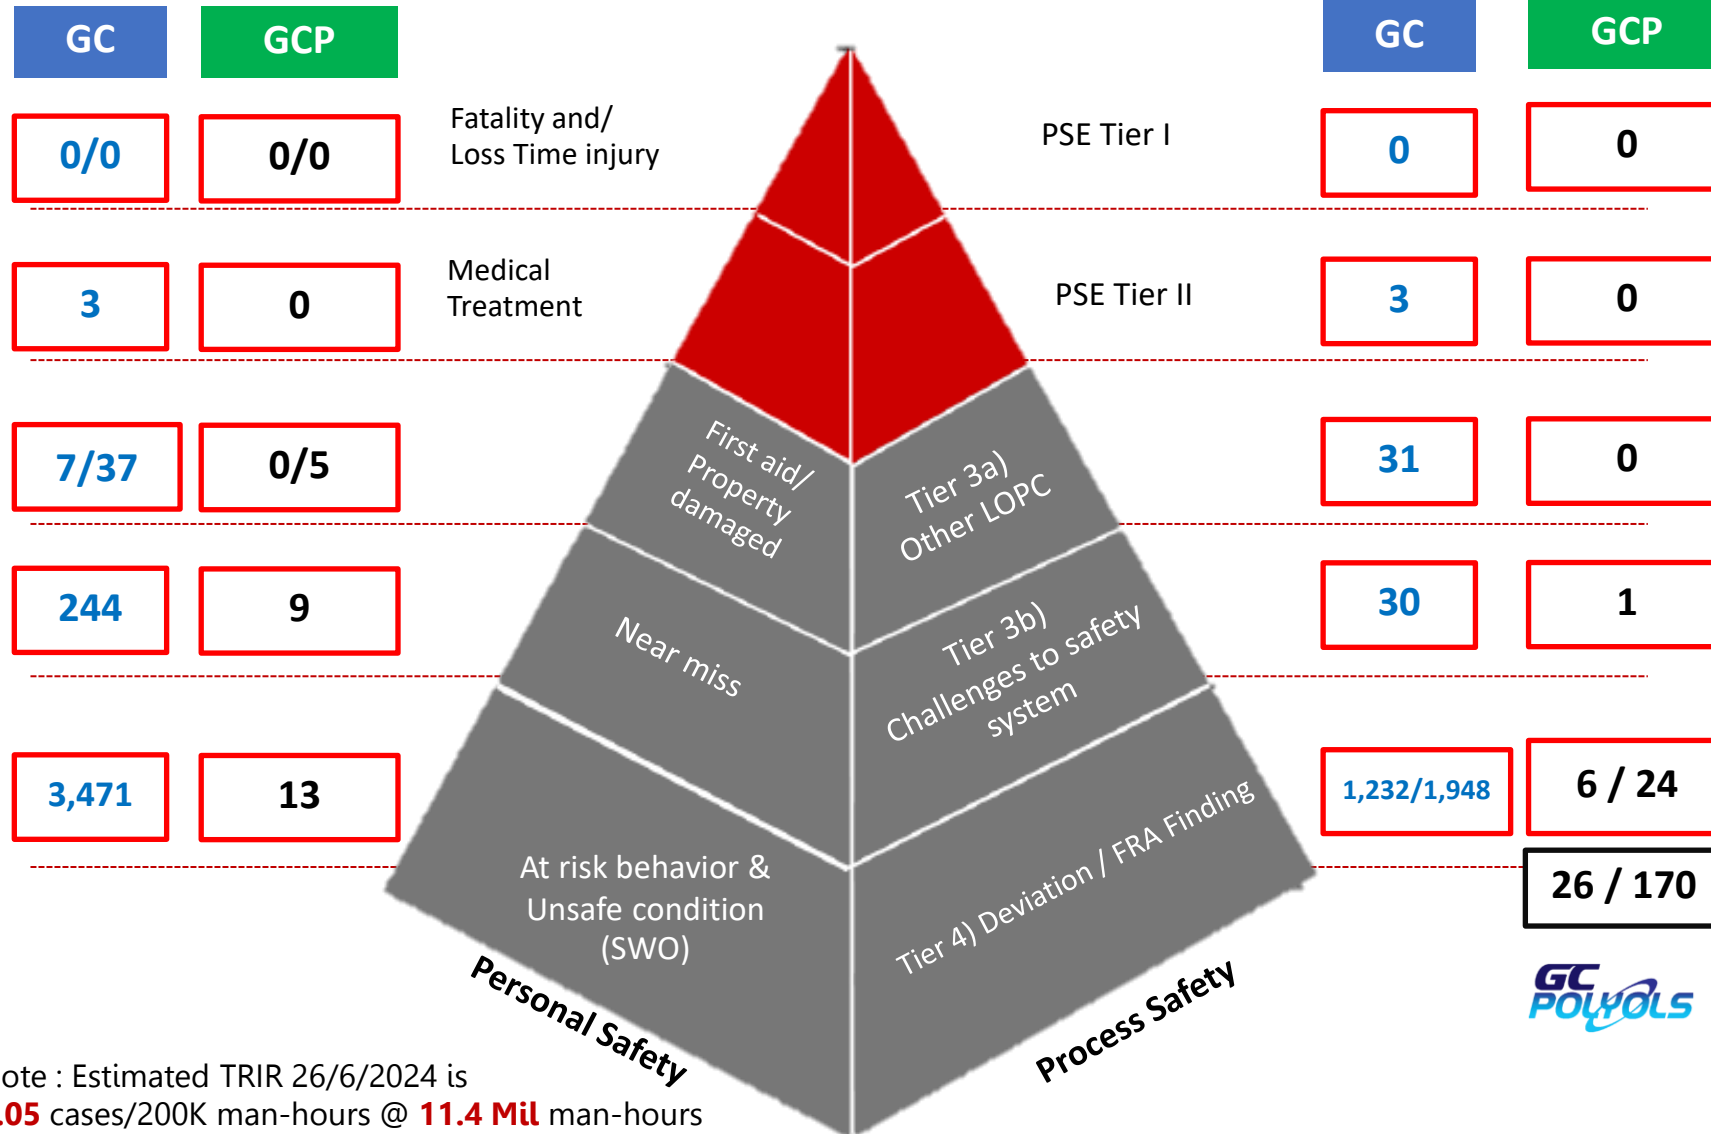 GC GCP GC GCP
0/0 0/0 Fatality and/ PSE Tier I 0 0
Loss Time injury
3 0 Medical PSE Tier II 3 0
Treatment
7/37 0/5 First aid/ Tier 3a) 31 0
Property Other LOPC
damaged
244 9 Near miss Tier 3b) 30 1
Challenges to safety
system
3,471 13 At risk behavior & Tier 4) Deviation / FRA Finding 1,232/1,948 6 / 24
Unsafe condition 26 / 170
(SWO)
Personal Safety Process Safety
GC
POLYOLS
ote : Estimated TRIR 26/6/2024 is
.05 cases/200K man-hours @ 11.4 Mil man-hours